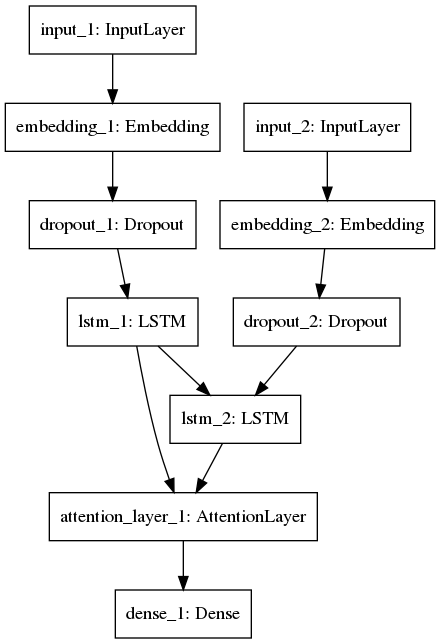 input_1: InputLayer
embedding_1: Embedding
input_2: InputLayer
dropout_1: Dropout
embedding_2: Embedding
lstm_1: LSTM
dropout_2: Dropout
lstm_2: LSTM
attention_layer_1: AttentionLayer
dense_1: Dense